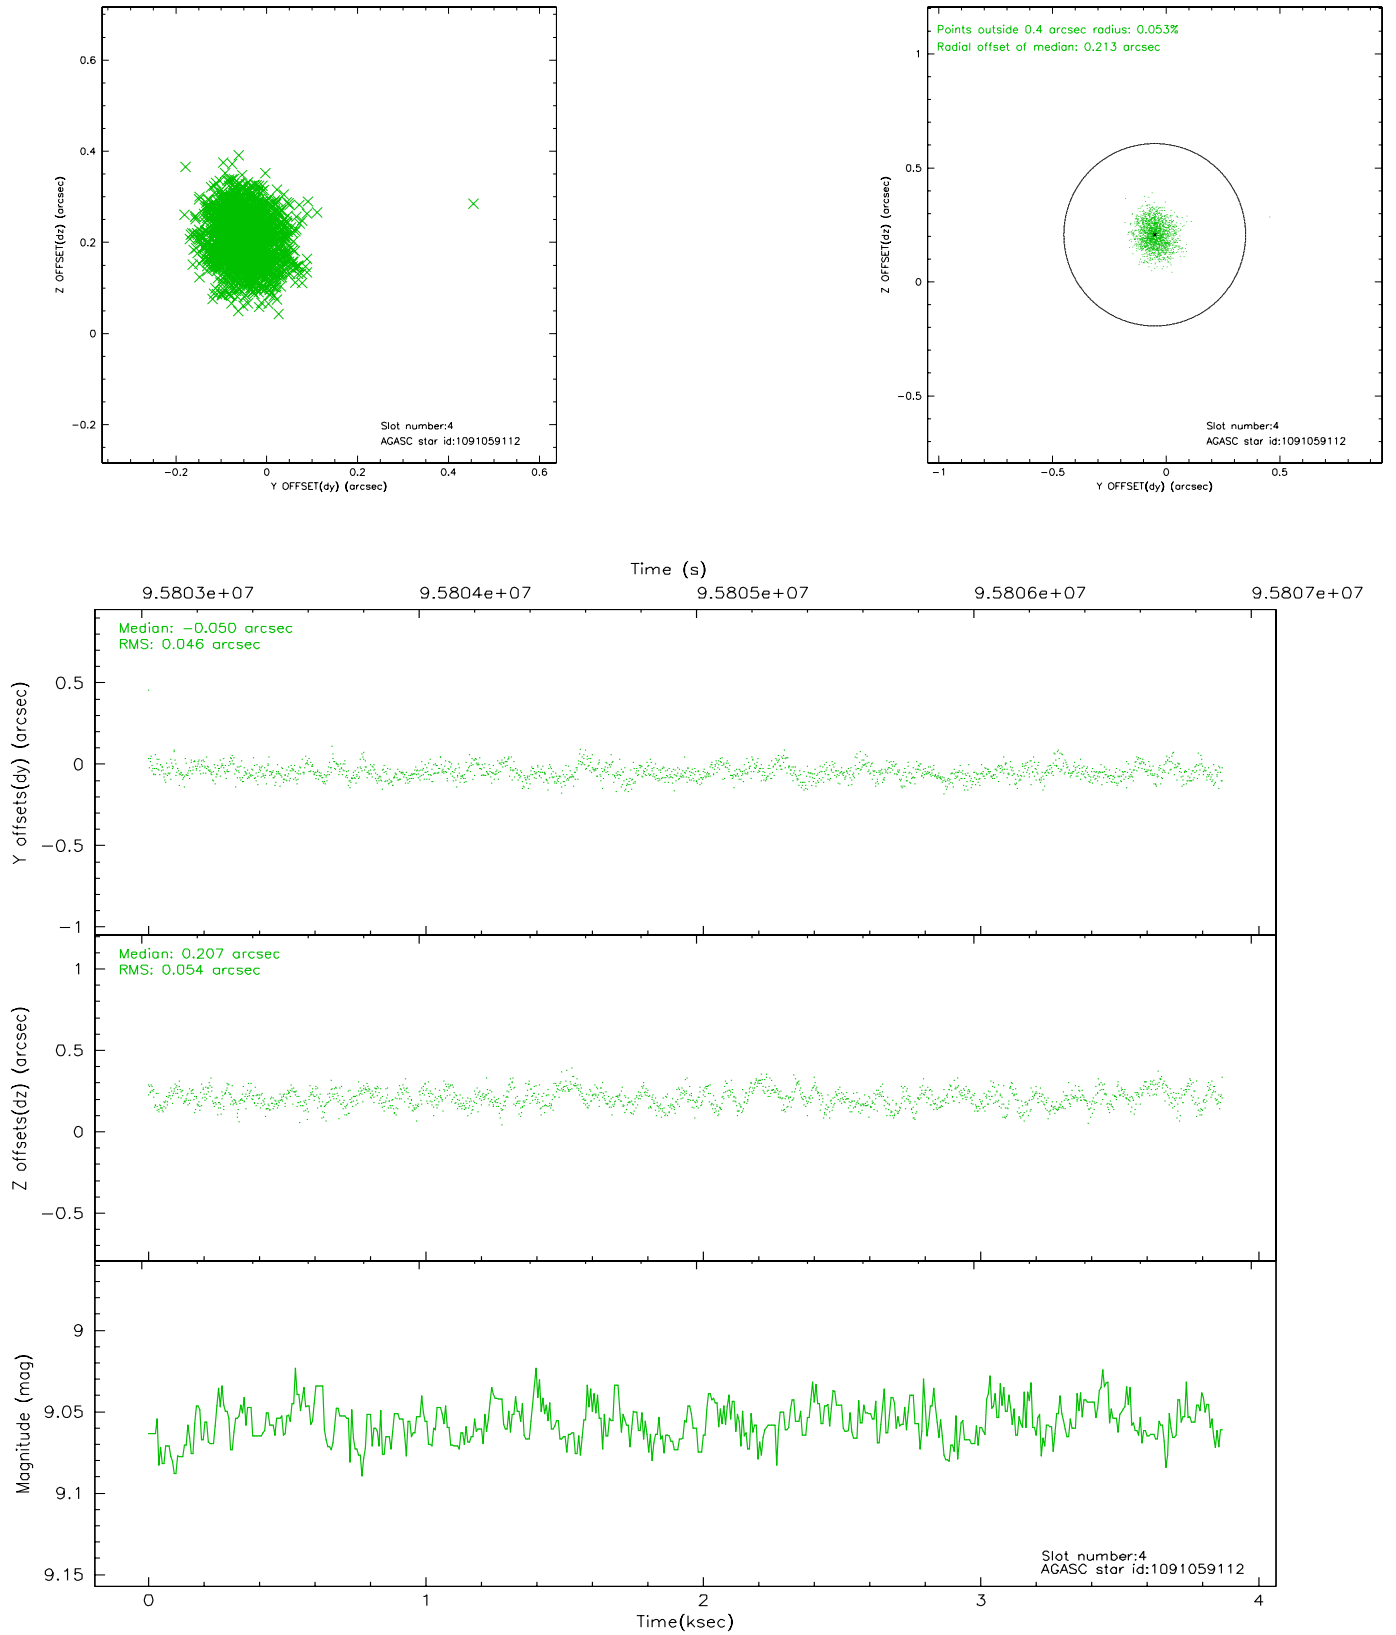 0.6
0.4
0.2
0
−0.2
Z OFFSET(dz) (arcsec)
Slot number:4
AGASC star id:1091059112
−0.2 0 0.2 0.4 0.6
Y OFFSET(dy) (arcsec)
Points outside 0.4 arcsec radius: 0.053%
Radial offset of median: 0.213 arcsec
1
0.5
0
−0.5
Z OFFSET(dz) (arcsec)
Slot number:4
AGASC star id:1091059112
−1 −0.5 0 0.5
Y OFFSET(dy) (arcsec)
Time (s)
9.5803e+07 9.5804e+07 9.5805e+07 9.5806e+07 9.5807e+07
Median: −0.050 arcsec
RMS: 0.046 arcsec
0.5
0
−0.5
−1
Y offsets(dy) (arcsec)
Median: 0.207 arcsec
RMS: 0.054 arcsec
1
0.5
0
−0.5
Z offsets(dz) (arcsec)
9
9.05
9.1
9.15
Magnitude (mag)
Slot number:4
AGASC star id:1091059112
0 1 2 3 4
Time(ksec)